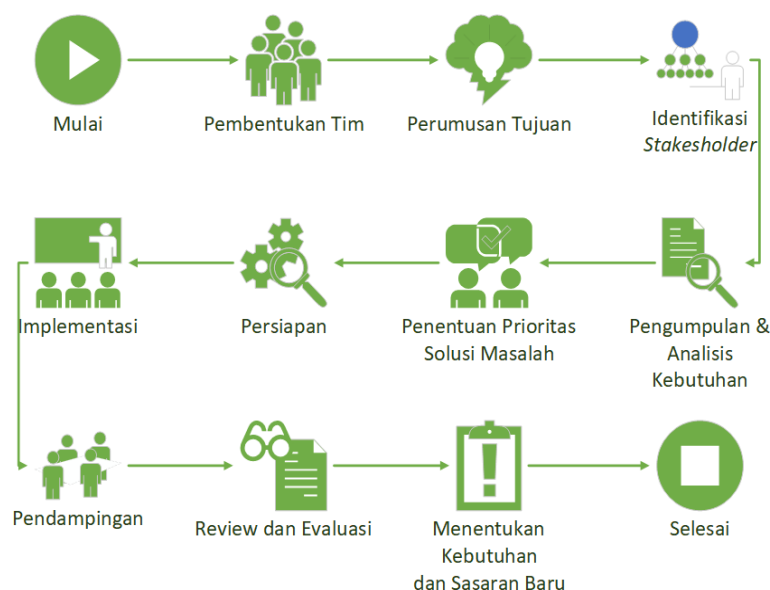 Mulai
Pembentukan Tim
Perumusan Tujuan
Identifikasi
Stakesholder
Pengumpulan &
Analisis
Kebutuhan
Penentuan Prioritas
Solusi Masalah
Persiapan
Implementasi
Pendampingan
Review dan Evaluasi
Menentukan
Kebutuhan
dan Sasaran Baru
Selesai